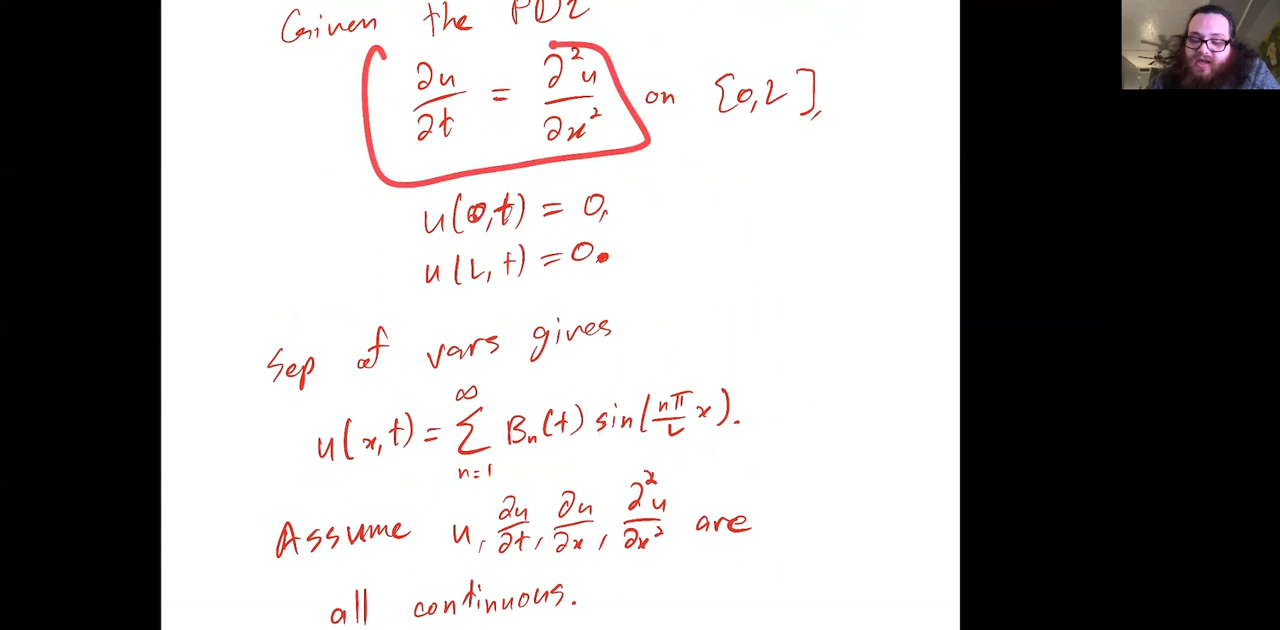 Given the PDE
∂u/∂t = ∂²u/∂x² on [0,L],
u(0,t) = 0,
u(L,t) = 0.
Sep of vars gives
u(x,t) = ∑_{n=1}^{∞} Bₙ(t) sin(nπ/L x).
Assume u, ∂u/∂t, ∂u/∂x, ∂²u/∂x² are
all continuous.